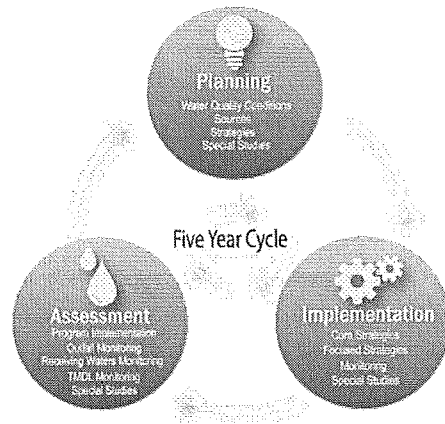 Planning
Water Quality Conditions
Sources
Strategies
Special Studies
Five Year Cycle
Assessment
Program Implementation
Outfall Monitoring
Receiving Waters Monitoring
TMDL Monitoring
Special Studies
Implementation
Core Strategies
Focused Strategies
Monitoring
Special Studies